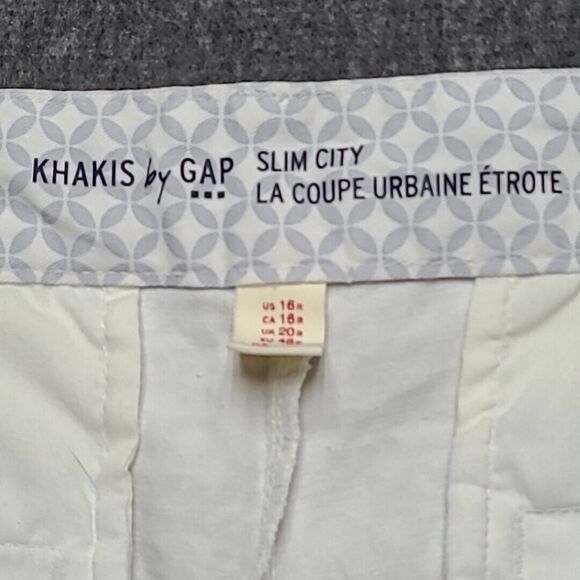 KHAKIS by GAP
SLIM CITY
LA COUPE URBAINE ÉTROTE
US 16R
CA 16R
UK 20R